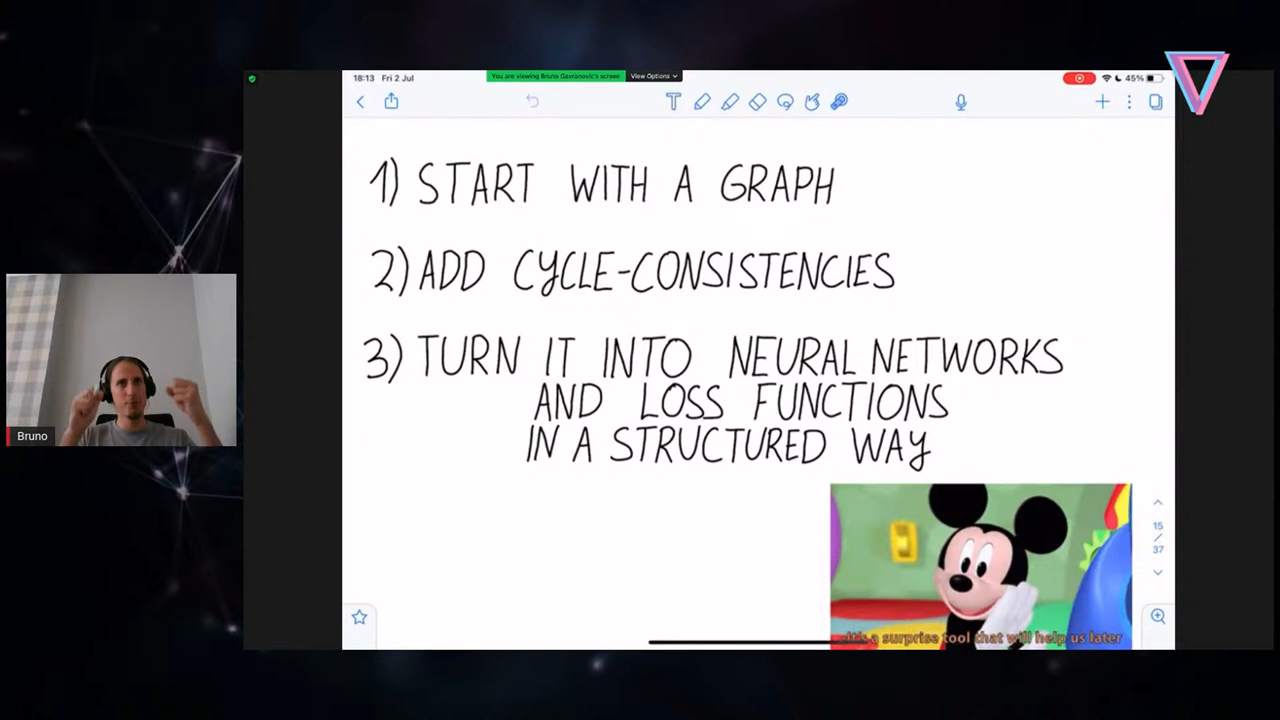 18:13 Fri 2 Jul
You are viewing Bruno Gavranovic's screen
View Options
45%
1) START WITH A GRAPH
2) ADD CYCLE-CONSISTENCIES
3) TURN IT INTO NEURAL NETWORKS
AND LOSS FUNCTIONS
IN A STRUCTURED WAY
Bruno
15
/
37
It's a surprise tool that will help us later